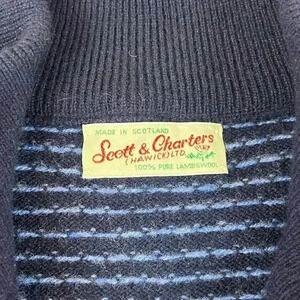 MADE IN SCOTLAND
Scott & Charters
(HAWICK) LTD.
100% PURE LAMBSWOOL